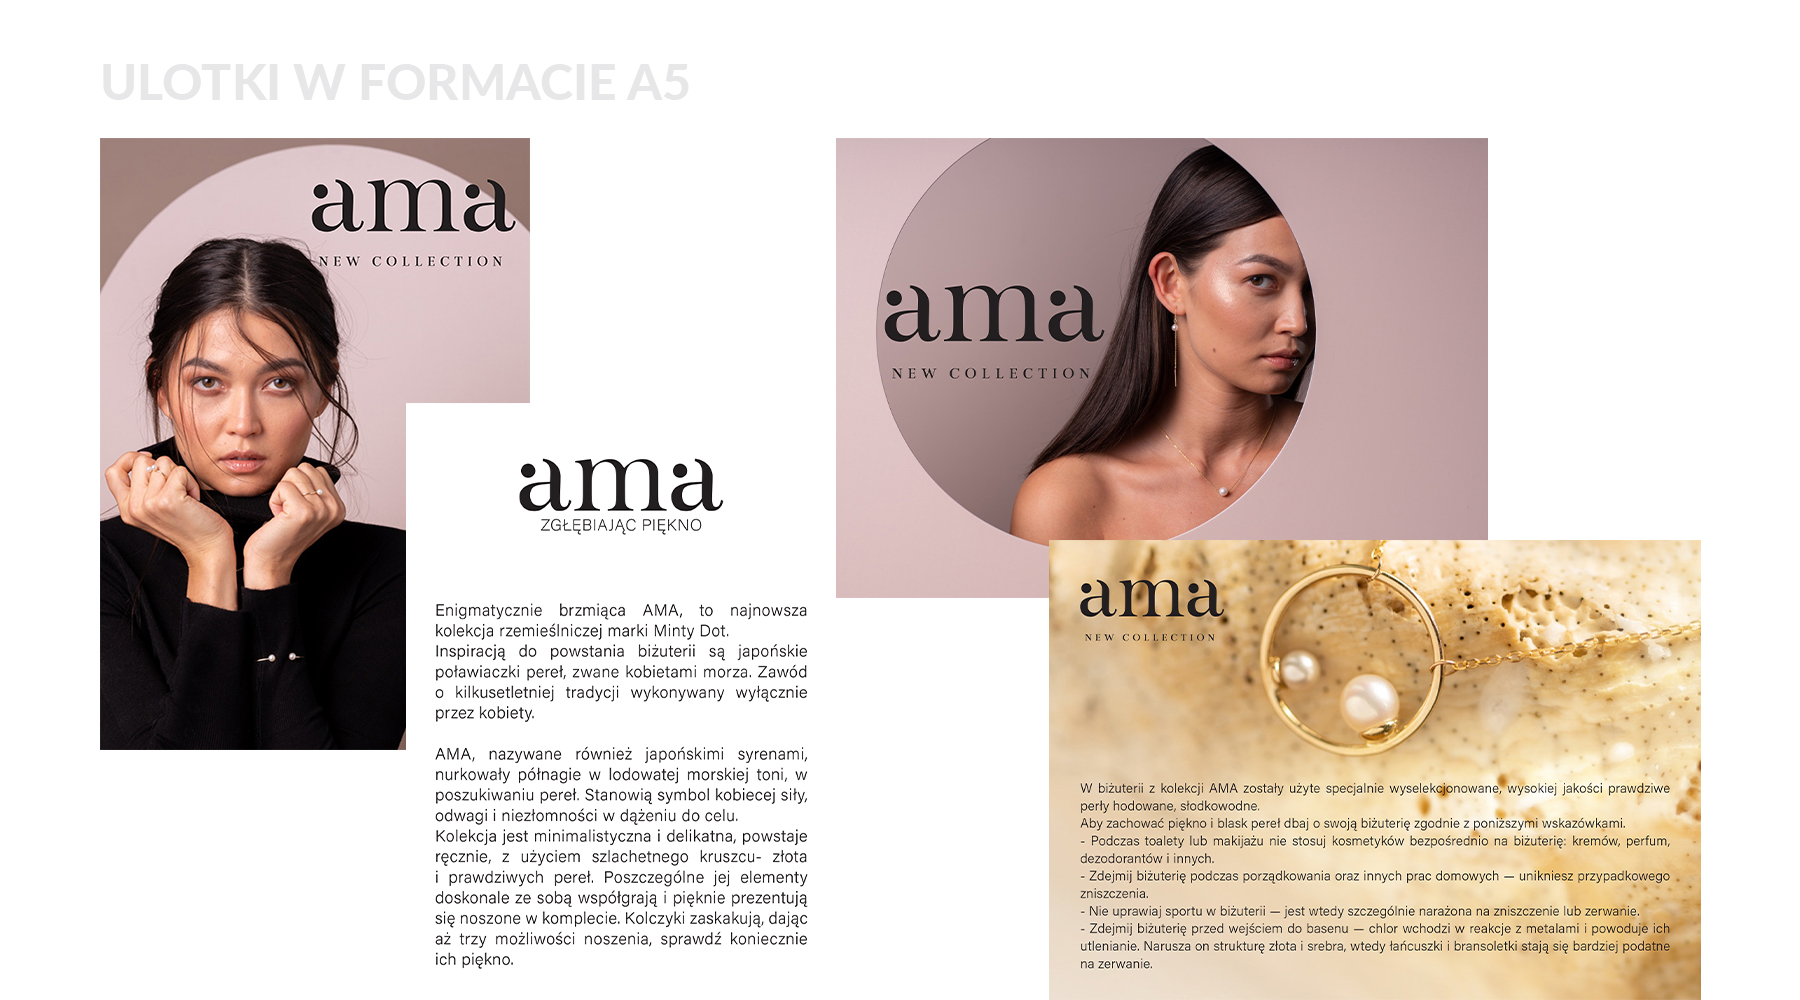 ULOTKI W FORMACIE A5
ama
NEW COLLECTION
ama
ZGŁĘBIAJĄC PIĘKNO
Enigmatycznie brzmiąca AMA, to najnowsza
kolekcja rzemieślniczej marki Minty Dot.
Inspiracją do powstania biżuterii są japońskie
poławiaczki pereł, zwane kobietami morza. Zawód
o kilkusetletniej tradycji wykonywany wyłącznie
przez kobiety.
AMA, nazywane również japońskimi syrenami,
nurkowały półnagie w lodowatej morskiej toni, w
poszukiwaniu pereł. Stanowią symbol kobiecej siły,
odwagi i niezłomności w dążeniu do celu.
Kolekcja jest minimalistyczna i delikatna, powstaje
ręcznie, z użyciem szlachetnego kruszcu- złota
i prawdziwych pereł. Poszczególne jej elementy
doskonale ze sobą współgrają i pięknie prezentują
się noszone w komplecie. Kolczyki zaskakują, dając
aż trzy możliwości noszenia, sprawdź koniecznie
ich piękno.
ama
NEW COLLECTION
ama
NEW COLLECTION
W biżuterii z kolekcji AMA zostały użyte specjalnie wyselekcjonowane, wysokiej jakości prawdziwe
perły hodowane, słodkowodne.
Aby zachować piękno i blask pereł dbaj o swoją biżuterię zgodnie z poniższymi wskazówkami.
- Podczas toalety lub makijażu nie stosuj kosmetyków bezpośrednio na biżuterię: kremów, perfum,
dezodorantów i innych.
- Zdejmij biżuterię podczas porządkowania oraz innych prac domowych — unikniesz przypadkowego
zniszczenia.
- Nie uprawiaj sportu w biżuterii — jest wtedy szczególnie narażona na zniszczenie lub zerwanie.
- Zdejmij biżuterię przed wejściem do basenu — chlor wchodzi w reakcje z metalami i powoduje ich
utlenianie. Narusza on strukturę złota i srebra, wtedy łańcuszki i bransoletki stają się bardziej podatne
na zerwanie.